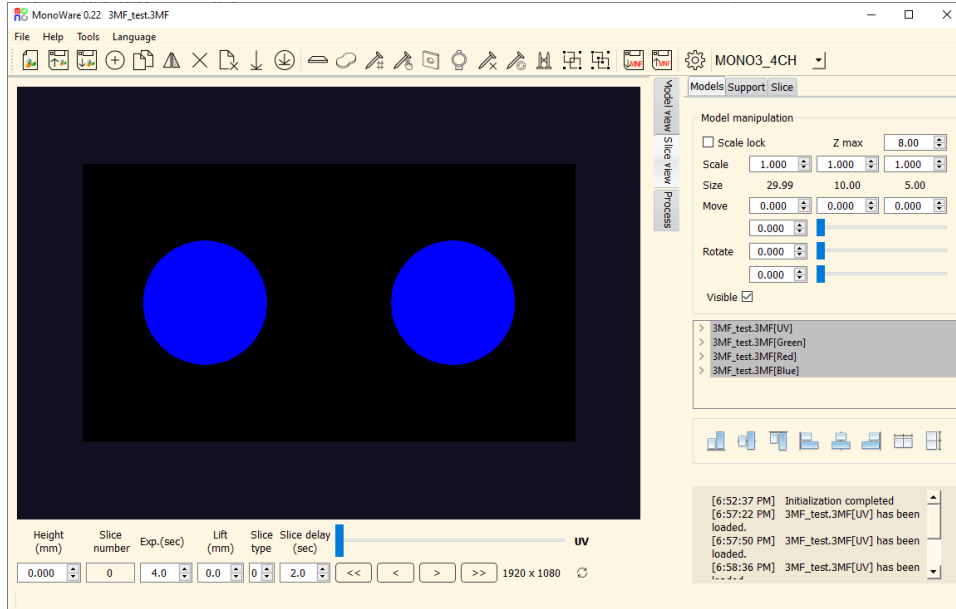 MonoWare 0.22 3MF_test.3MF
File Help Tools Language
MNF MNF MONO3_4CH
Model view
Slice view
Process
Models Support Slice
Model manipulation
Scale lock Z max 8.00
Scale 1.000 1.000 1.000
Size 29.99 10.00 5.00
Move 0.000 0.000 0.000
0.000
Rotate 0.000
0.000
Visible
3MF_test.3MF[UV]
3MF_test.3MF[Green]
3MF_test.3MF[Red]
3MF_test.3MF[Blue]
[6:52:37 PM] Initialization completed
[6:57:22 PM] 3MF_test.3MF[UV] has been
loaded.
[6:57:50 PM] 3MF_test.3MF[UV] has been
loaded.
[6:58:36 PM] 3MF_test.3MF[UV] has been
Height (mm) Slice number Exp.(sec) Lift (mm) Slice type Slice delay (sec) UV
0.000 0 4.0 0.0 0 2.0 << < > >> 1920 x 1080